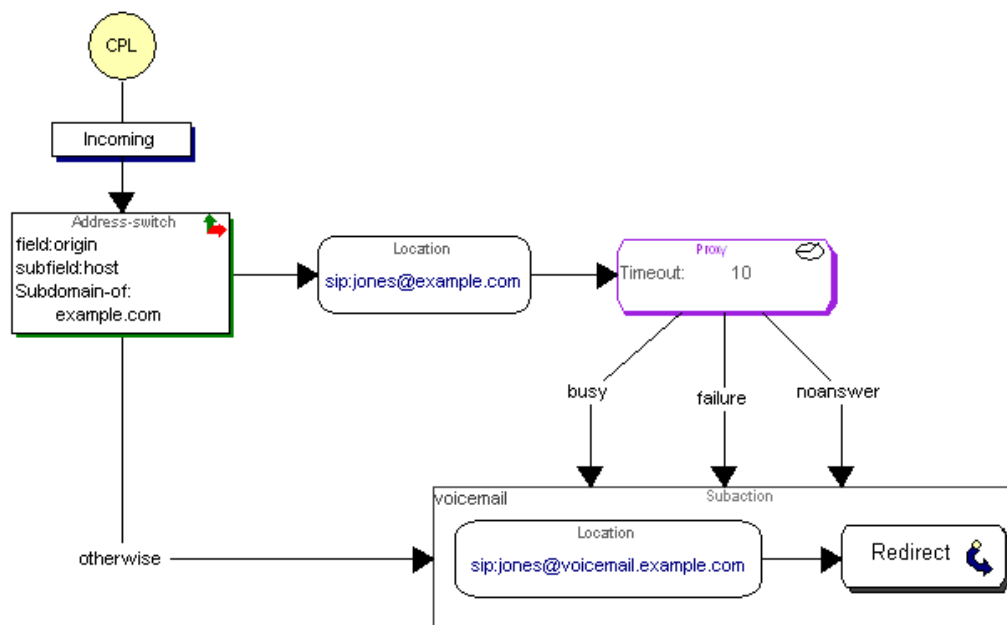 CPL
Incoming
Address-switch
field:origin
subfield:host
Subdomain-of:
example.com
Location
sip:jones@example.com
Proxy
Timeout: 10
busy
failure
noanswer
otherwise
voicemail
Subaction
Location
sip:jones@voicemail.example.com
Redirect